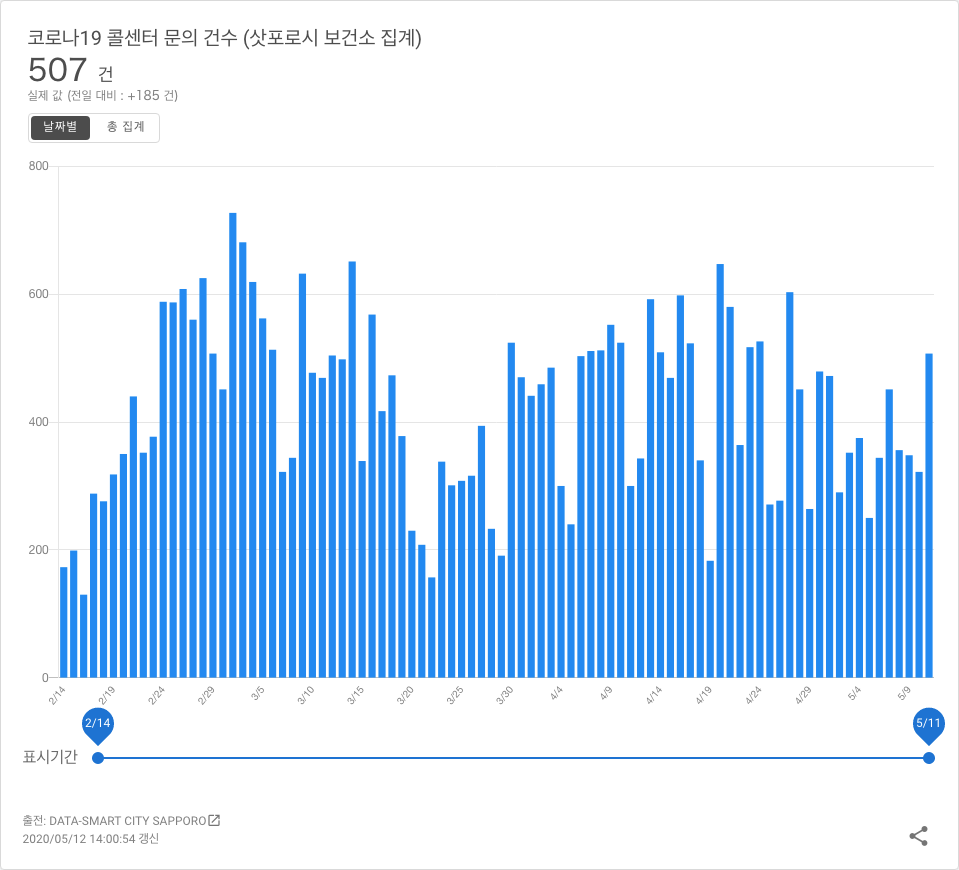 코로나19 콜센터 문의 건수 (삿포로시 보건소 집계)
507 건
실제 값 (전일 대비 : +185 건)
날짜별 총 집계
800
600
400
200
0
2/14 2/19 2/24 2/29 3/5 3/10 3/15 3/20 3/25 3/30 4/4 4/9 4/14 4/19 4/24 4/29 5/4 5/9
2/14 5/11
표시기간
출전: DATA-SMART CITY SAPPORO
2020/05/12 14:00:54 갱신